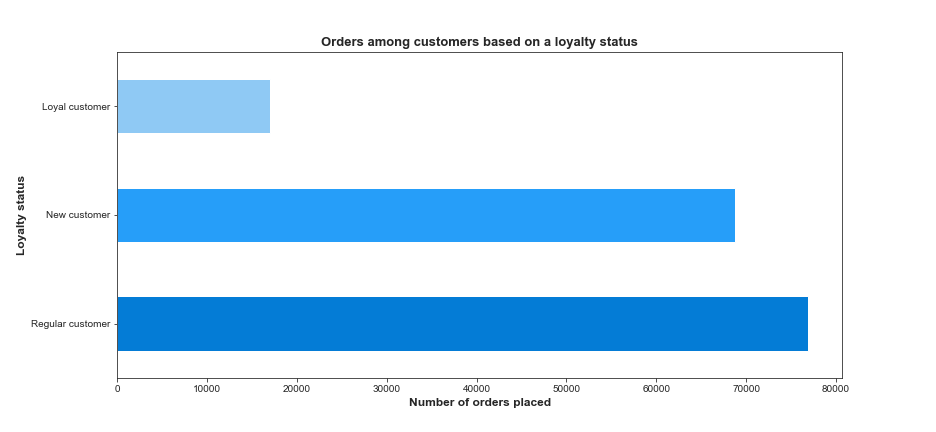 Orders among customers based on a loyalty status
Loyalty status
Loyal customer
New customer
Regular customer
0 10000 20000 30000 40000 50000 60000 70000 80000
Number of orders placed